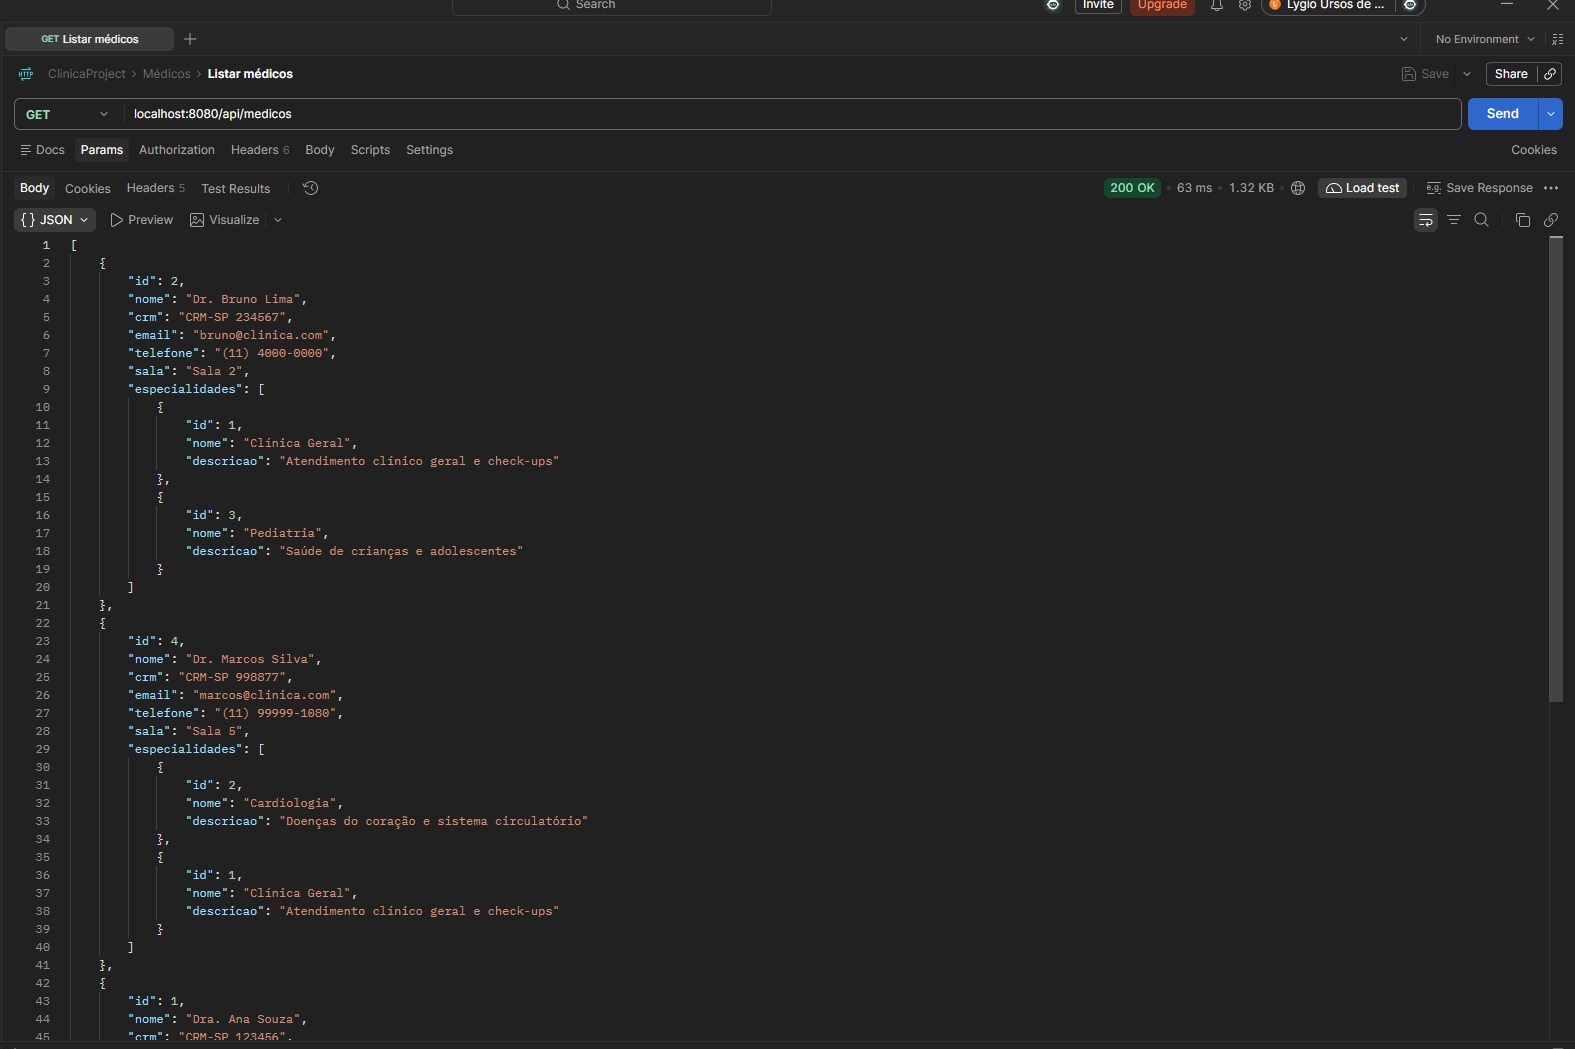 Search
Invite
Upgrade
Lygio Ursos de ...
GET Listar médicos
No Environment
HTTP
ClinicaProject > Médicos > Listar médicos
Save
Share
GET
localhost:8080/api/medicos
Send
Docs Params Authorization Headers 6 Body Scripts Settings
Cookies
Body Cookies Headers 5 Test Results
200 OK • 63 ms • 1.32 KB
Load test
e.g. Save Response
{} JSON
Preview
Visualize
1 [
2 {
3 "id": 2,
4 "nome": "Dr. Bruno Lima",
5 "crm": "CRM-SP 234567",
6 "email": "bruno@clinica.com",
7 "telefone": "(11) 4000-0000",
8 "sala": "Sala 2",
9 "especialidades": [
10 {
11 "id": 1,
12 "nome": "Clínica Geral",
13 "descricao": "Atendimento clínico geral e check-ups"
14 },
15 {
16 "id": 3,
17 "nome": "Pediatria",
18 "descricao": "Saúde de crianças e adolescentes"
19 }
20 ]
21 },
22 {
23 "id": 4,
24 "nome": "Dr. Marcos Silva",
25 "crm": "CRM-SP 998877",
26 "email": "marcos@clinica.com",
27 "telefone": "(11) 99999-1080",
28 "sala": "Sala 5",
29 "especialidades": [
30 {
31 "id": 2,
32 "nome": "Cardiologia",
33 "descricao": "Doenças do coração e sistema circulatório"
34 },
35 {
36 "id": 1,
37 "nome": "Clínica Geral",
38 "descricao": "Atendimento clínico geral e check-ups"
39 }
40 ]
41 },
42 {
43 "id": 1,
44 "nome": "Dra. Ana Souza",
45 "crm": "CRM-SP 123456",